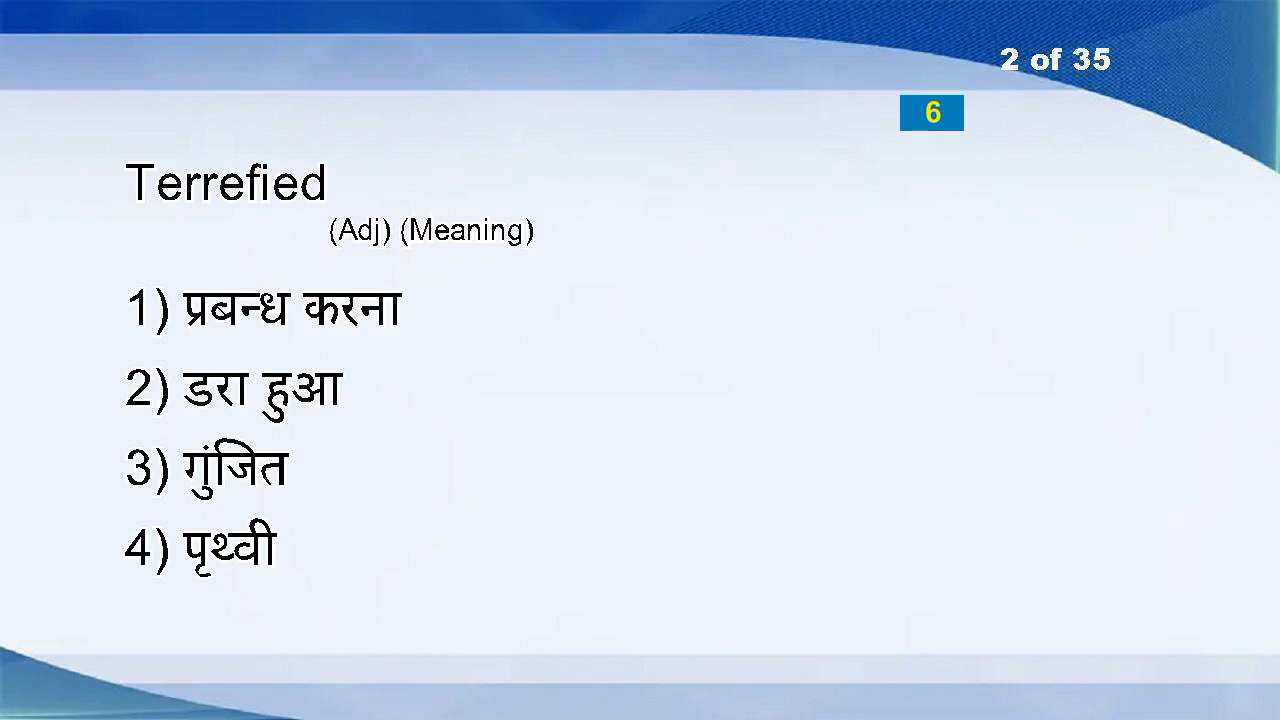 2 of 35
6
Terrefied
(Adj) (Meaning)
1) प्रबन्ध करना
2) डरा हुआ
3) गुंजित
4) पृथ्वी